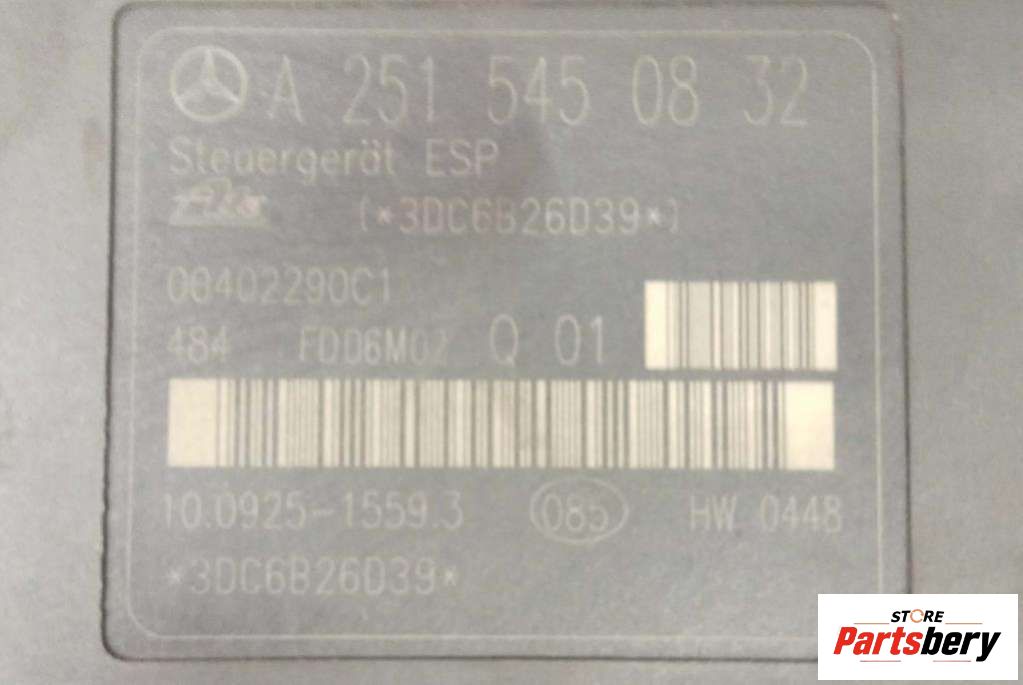 A 251 545 08 32
Steuergerät ESP
ATE (*3DC6B26D39*)
00402290C1
484 FDD6M02 Q 01
10.0925-1559.3 085 HW 0448
*3DC6B26D39*
STORE
Partsbery